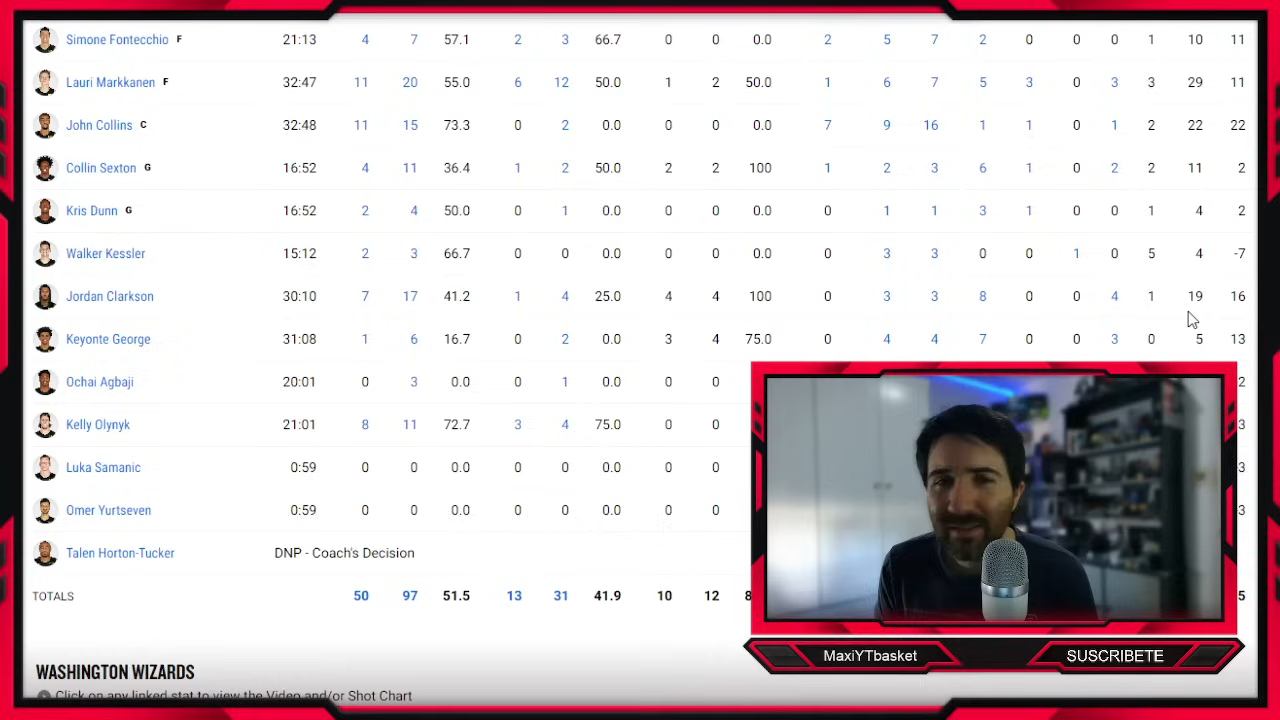 Simone Fontecchio F 21:13 4 7 57.1 2 3 66.7 0 0 0.0 2 5 7 2 0 0 0 1 10 11
Lauri Markkanen F 32:47 11 20 55.0 6 12 50.0 1 2 50.0 1 6 7 5 3 0 3 3 29 11
John Collins C 32:48 11 15 73.3 0 2 0.0 0 0 0.0 7 9 16 1 1 0 1 2 22 22
Collin Sexton G 16:52 4 11 36.4 1 2 50.0 2 2 100 1 2 3 6 1 0 2 2 11 2
Kris Dunn G 16:52 2 4 50.0 0 1 0.0 0 0 0.0 0 1 1 3 1 0 0 1 4 2
Walker Kessler 15:12 2 3 66.7 0 0 0.0 0 0 0.0 0 3 3 0 0 1 0 5 4 -7
Jordan Clarkson 30:10 7 17 41.2 1 4 25.0 4 4 100 0 3 3 8 0 0 4 1 19 16
Keyonte George 31:08 1 6 16.7 0 2 0.0 3 4 75.0 0 4 4 7 0 0 3 0 5 13
Ochai Agbaji 20:01 0 3 0.0 0 1 0.0 0 0
Kelly Olynyk 21:01 8 11 72.7 3 4 75.0 0 0
Luka Samanic 0:59 0 0 0.0 0 0 0.0 0 0
Omer Yurtseven 0:59 0 0 0.0 0 0 0.0 0 0
Talen Horton-Tucker DNP - Coach's Decision
TOTALS 50 97 51.5 13 31 41.9 10 12
WASHINGTON WIZARDS
Click on any linked stat to view the Video and/or Shot Chart
MaxiYTbasket
SUSCRIBETE